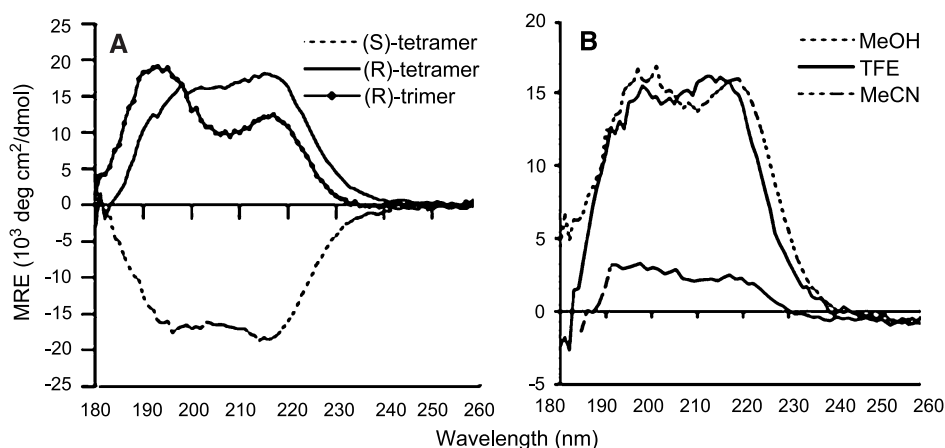 A
(S)-tetramer
(R)-tetramer
(R)-trimer
25
20
15
10
5
0
-5
-10
-15
-20
-25
180 190 200 210 220 230 240 250 260
MRE (10³ deg cm²/dmol)
B
MeOH
TFE
MeCN
20
15
10
5
0
-5
180 190 200 210 220 230 240 250 260
Wavelength (nm)